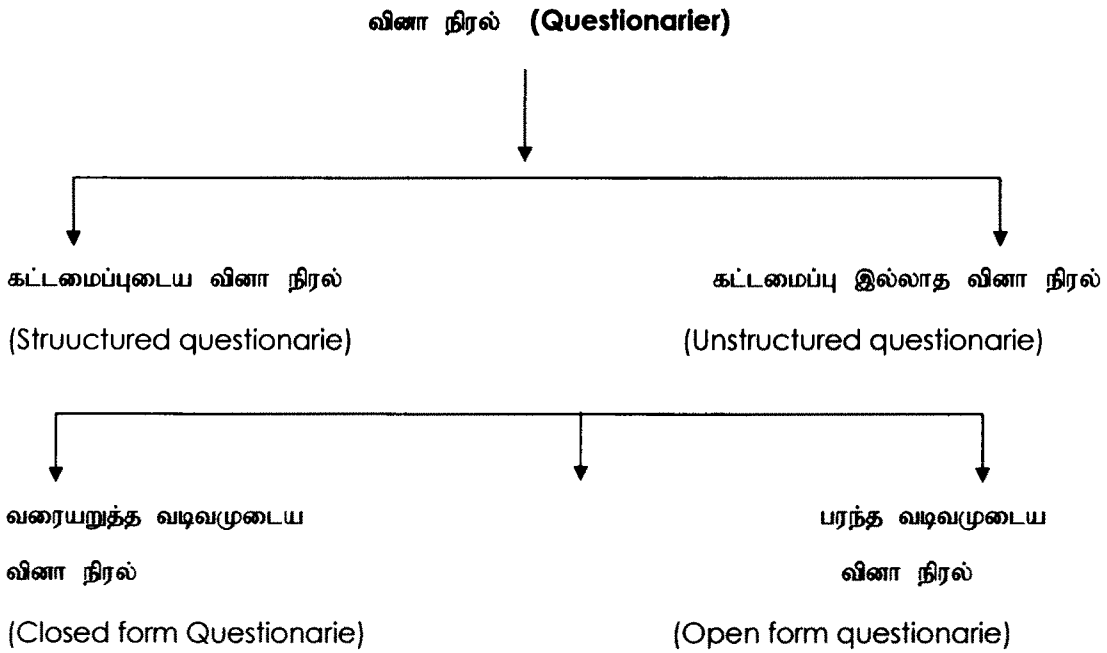 வினா நிரல் (Questionarier)
கட்டமைப்புடைய வினா நிரல்
(Struuctured questionarie)
கட்டமைப்பு இல்லாத வினா நிரல்
(Unstructured questionarie)
வரையறுத்த வடிவமுடைய
வினா நிரல்
(Closed form Questionarie)
பரந்த வடிவமுடைய
வினா நிரல்
(Open form questionarie)